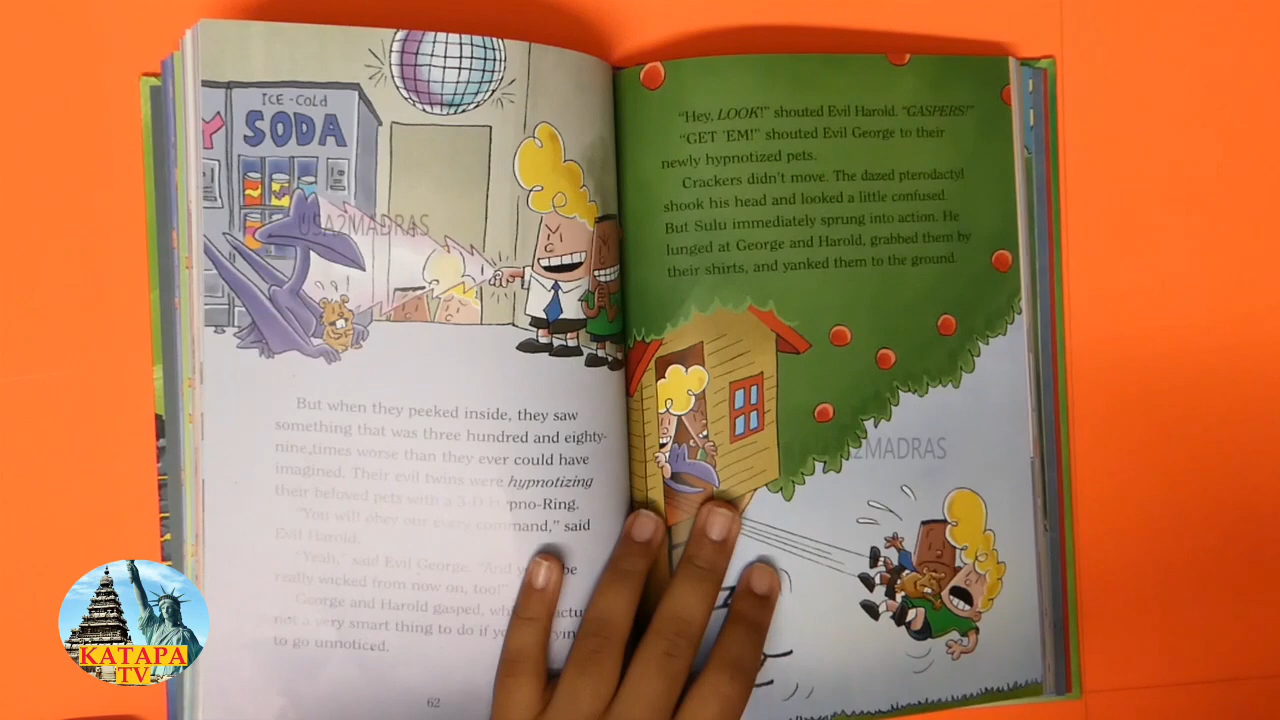 ICE-COLD
SODA
Y
USA2MADRAS
But when they peeked inside, they saw
something that was three hundred and eighty-
nine times worse than they ever could have
imagined. Their evil twins were hypnotizing
their beloved pets with a 3-D Hypno-Ring.
"You will obey our every command," said
Evil Harold.
"Yeah," said Evil George. "And be
really wicked from now on, too!"
George and Harold gasped,
not a very smart thing to do if
to go unnoticed.
62
"Hey, LOOK!" shouted Evil Harold. "GASPERS!"
"GET 'EM!" shouted Evil George to their
newly hypnotized pets.
Crackers didn't move. The dazed pterodactyl
shook his head and looked a little confused.
But Sulu immediately sprung into action. He
lunged at George and Harold, grabbed them by
their shirts, and yanked them to the ground.
A2MADRAS
KATAPA
TV